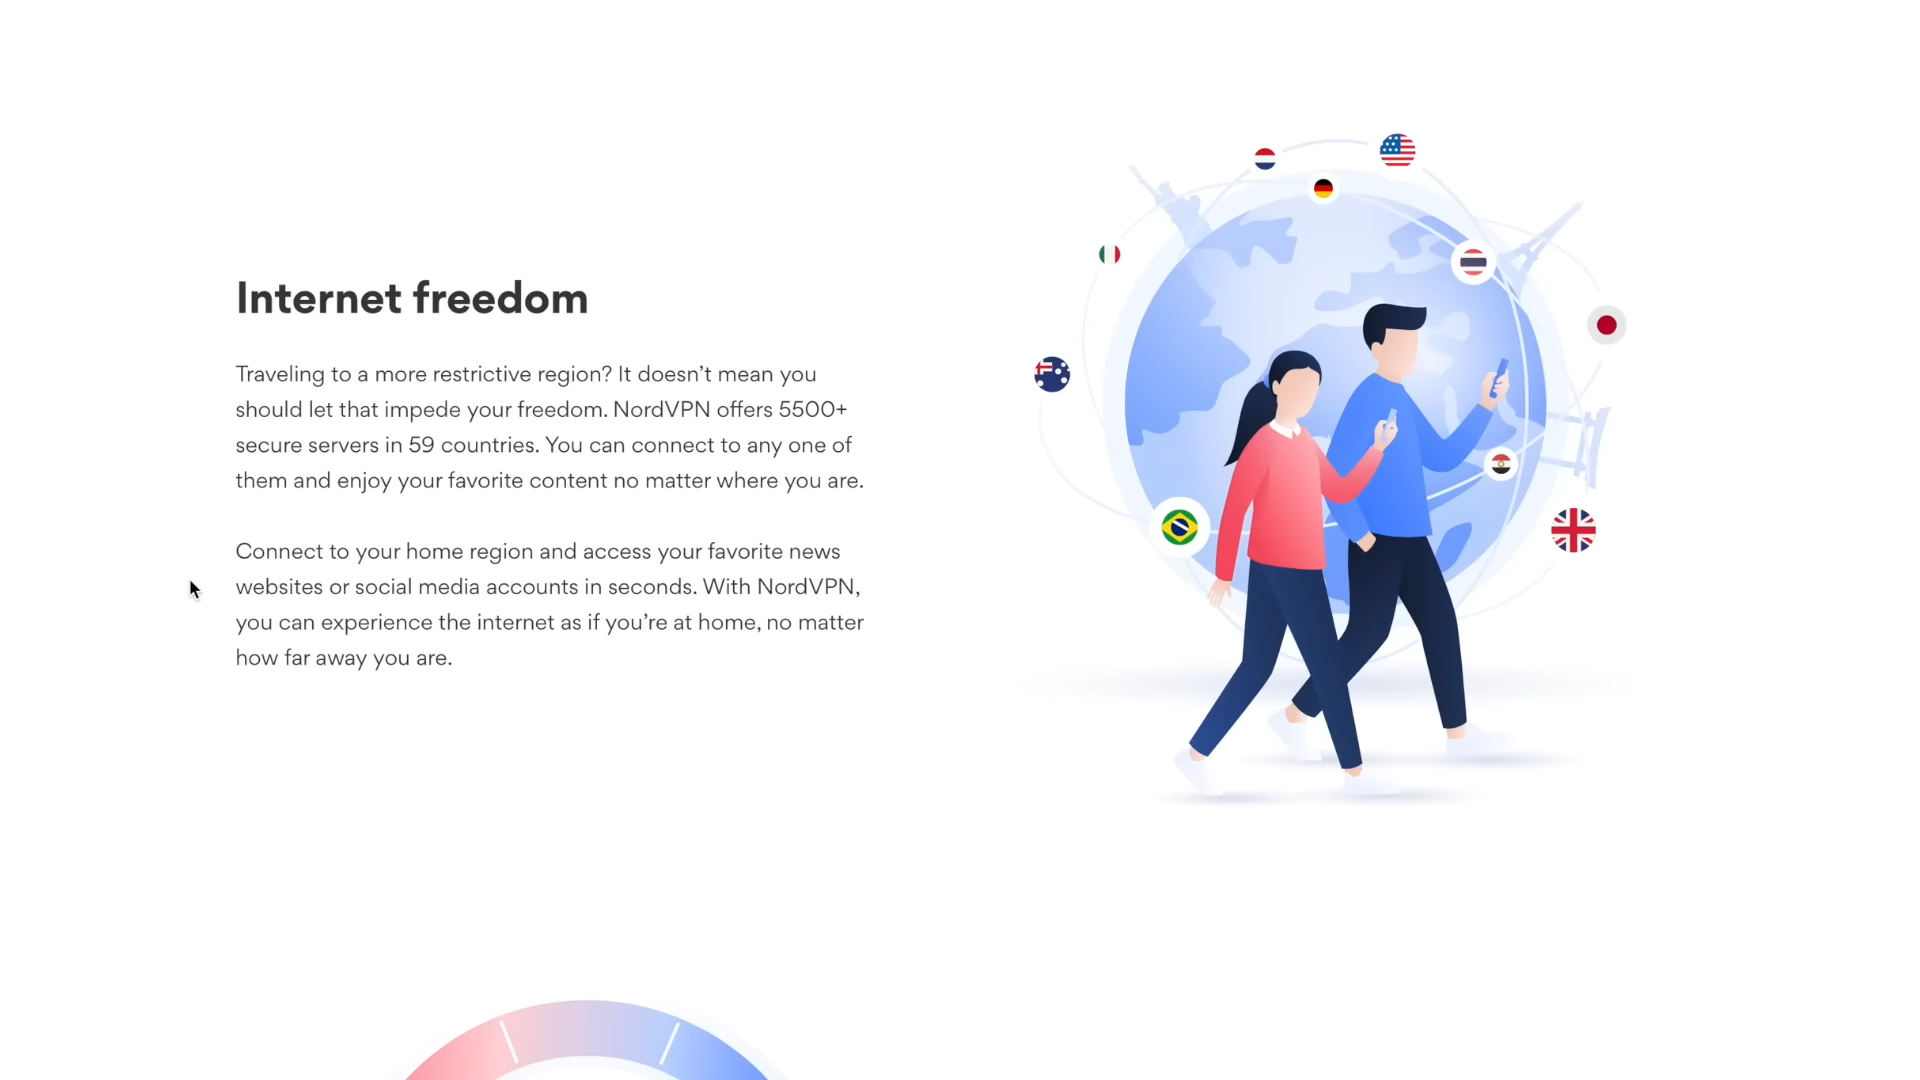 Internet freedom
Traveling to a more restrictive region? It doesn’t mean you
should let that impede your freedom. NordVPN offers 5500+
secure servers in 59 countries. You can connect to any one of
them and enjoy your favorite content no matter where you are.
Connect to your home region and access your favorite news
websites or social media accounts in seconds. With NordVPN,
you can experience the internet as if you’re at home, no matter
how far away you are.